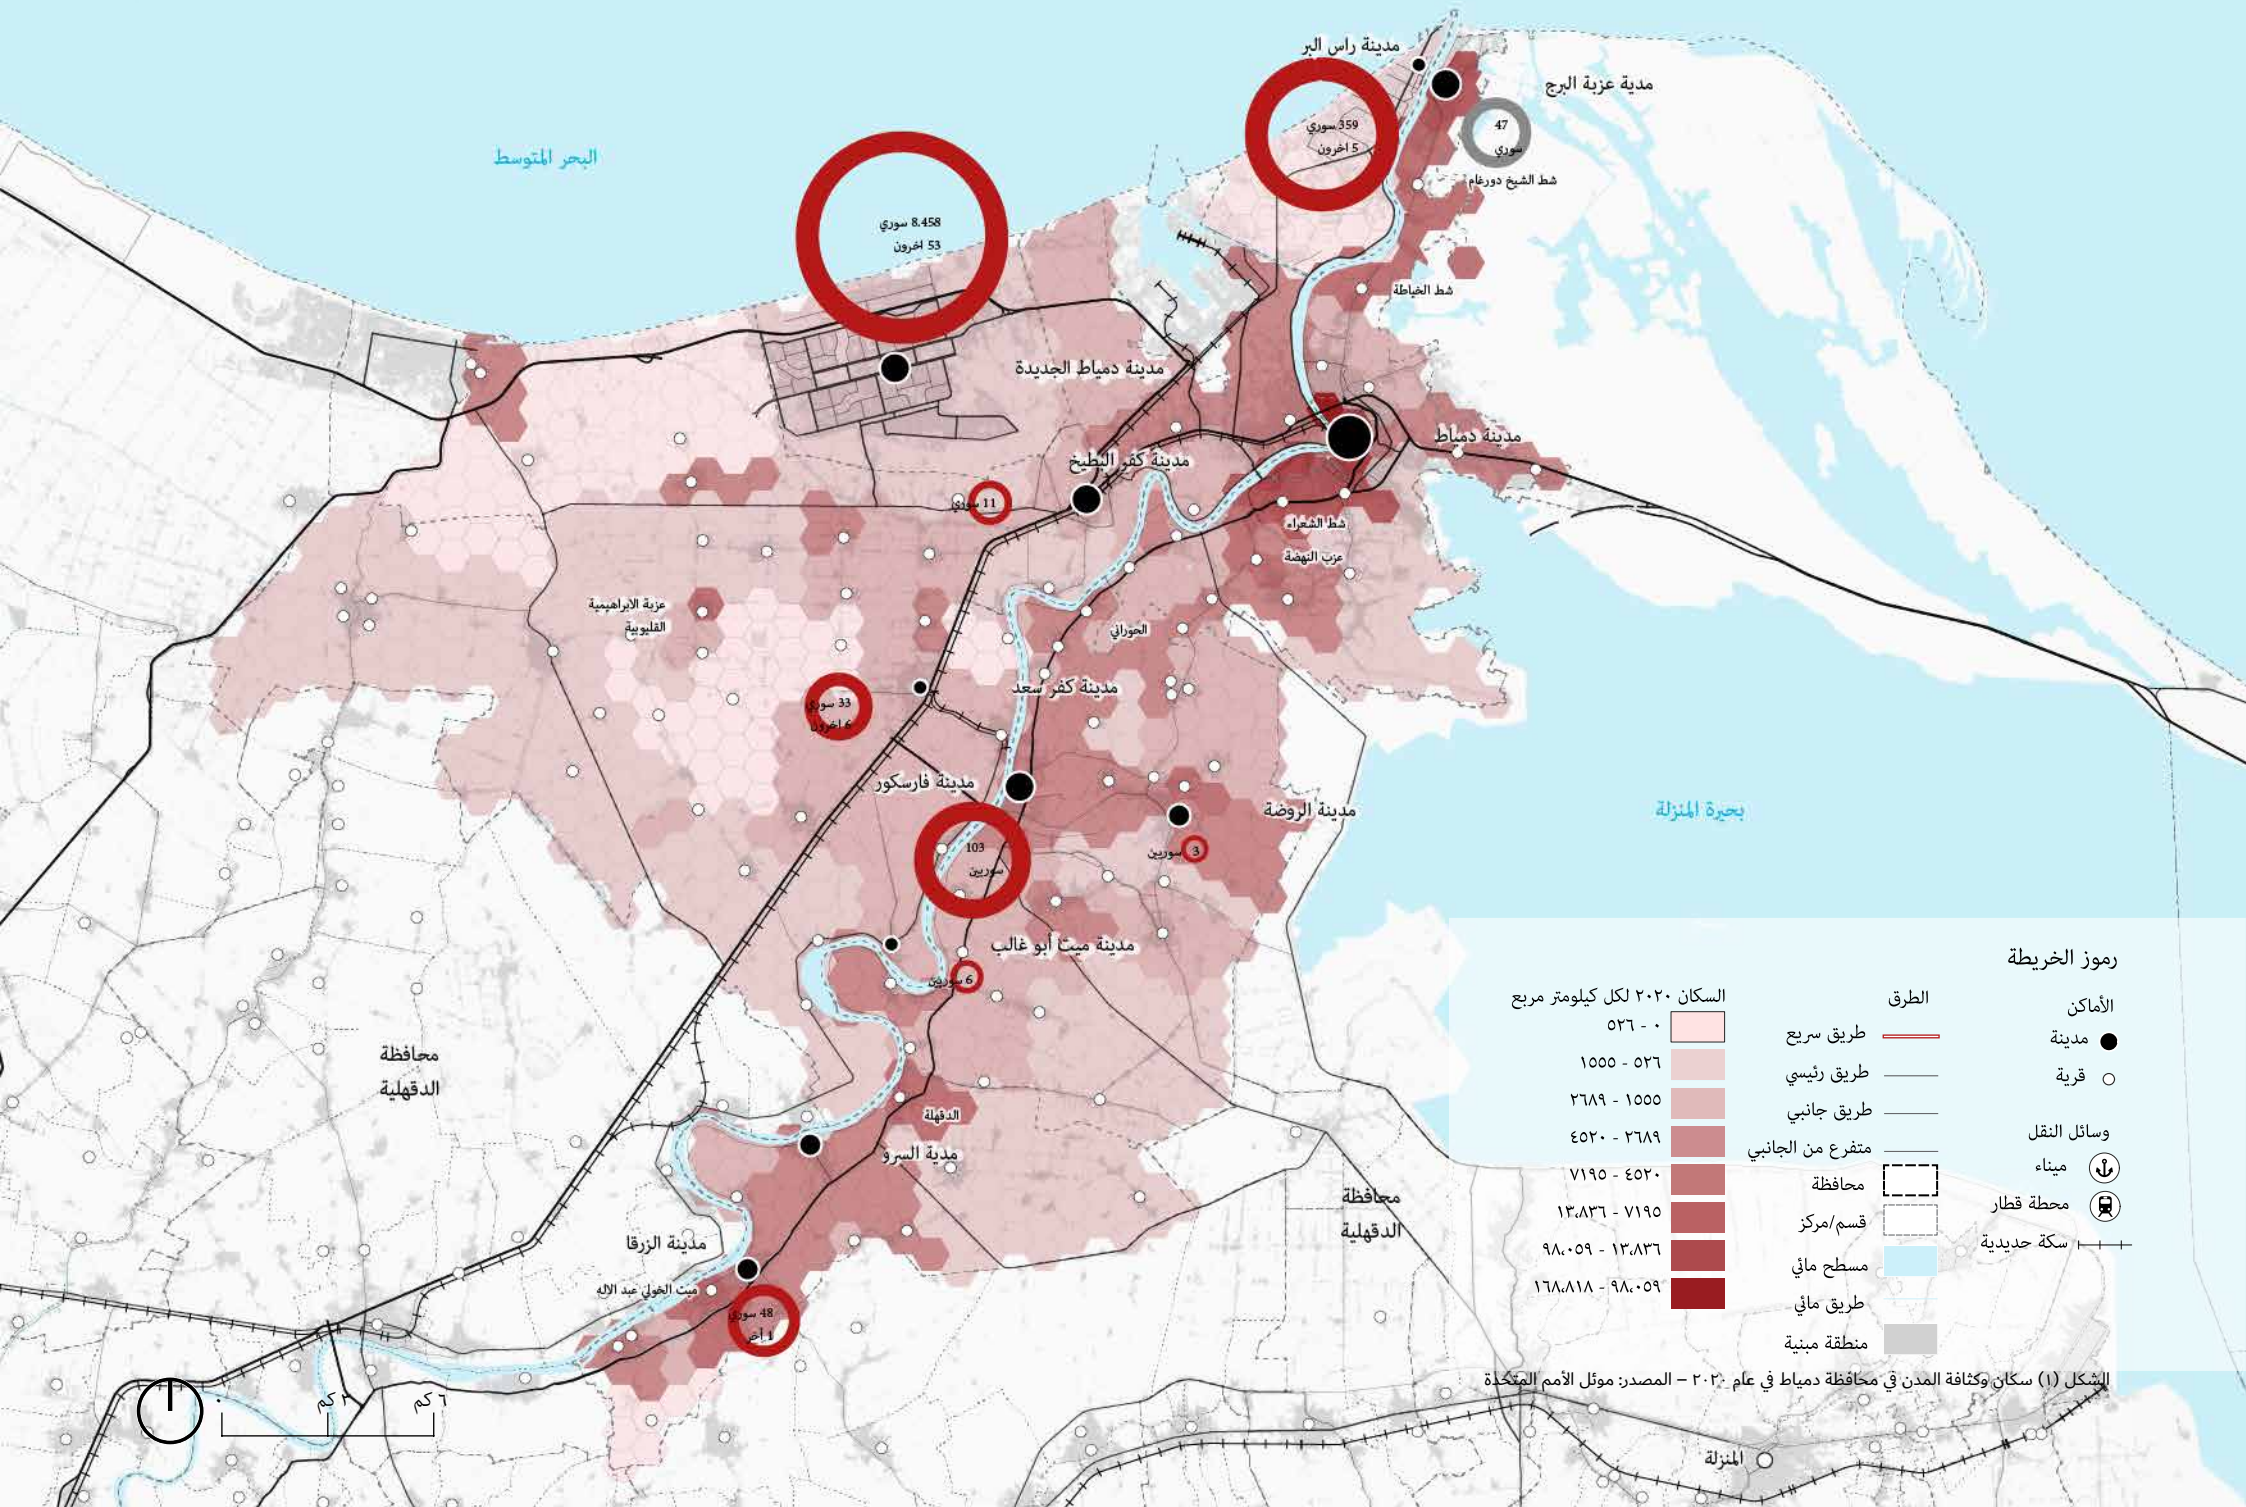 مدينة راس البر
مدية عزبة البرج
359 سوري
5 اخرون
47
سوري
البحر المتوسط
شط الشيخ دورغام
8.458 سوري
53 اخرون
شط الخياطة
مدينة دمياط الجديدة
مدينة دمياط
مدينة كفر البطيخ
11 سوري
شط الشعراء
عزب النهضة
عزبة الابراهيمية
القليوبية
الحوراني
مدينة كفر سعد
33 سوري
6 اخرون
مدينة فارسكور
مدينة الروضة
بحيرة المنزلة
103
سوريين
3 سوريين
مدينة ميت أبو غالب
6 سوريين
محافظة
الدقهلية
الدقهلة
مدية السرو
محافظة
الدقهلية
مدينة الزرقا
ميت الخولي عبد الاله
48 سوري
1 أخر
رموز الخريطة
الأماكن
مدينة
قرية
وسائل النقل
ميناء
محطة قطار
سكة حديدية
الطرق
طريق سريع
طريق رئيسي
طريق جانبي
متفرع من الجانبي
محافظة
قسم/مركز
مسطح مائي
طريق مائي
منطقة مبنية
السكان ٢٠٢٠ لكل كيلومتر مربع
٠ - ٥٢٦
٥٢٦ - ١٥٥٥
١٥٥٥ - ٢٦٨٩
٢٦٨٩ - ٤٥٢٠
٤٥٢٠ - ٧١٩٥
٧١٩٥ - ١٣،٨٣٦
١٣،٨٣٦ - ٩٨،٠٥٩
٩٨،٠٥٩ - ١٦٨،٨١٨
الشكل (١) سكان وكثافة المدن في محافظة دمياط في عام ٢٠٢٠ – المصدر: موئل الأمم المتحدة
٠
٣ كم
٦ كم
المنزلة